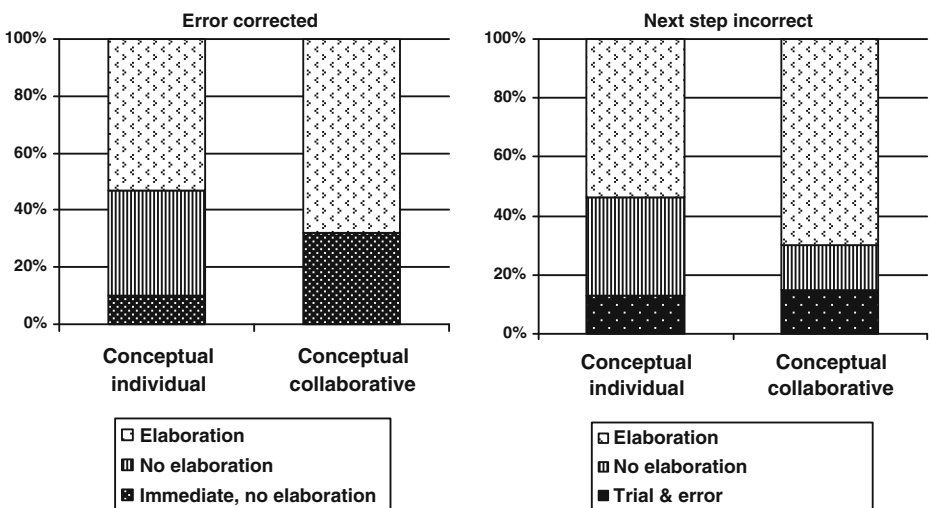 Error corrected
100%
80%
60%
40%
20%
0%
Conceptual individual
Conceptual collaborative
Elaboration
No elaboration
Immediate, no elaboration
Next step incorrect
100%
80%
60%
40%
20%
0%
Conceptual individual
Conceptual collaborative
Elaboration
No elaboration
Trial & error